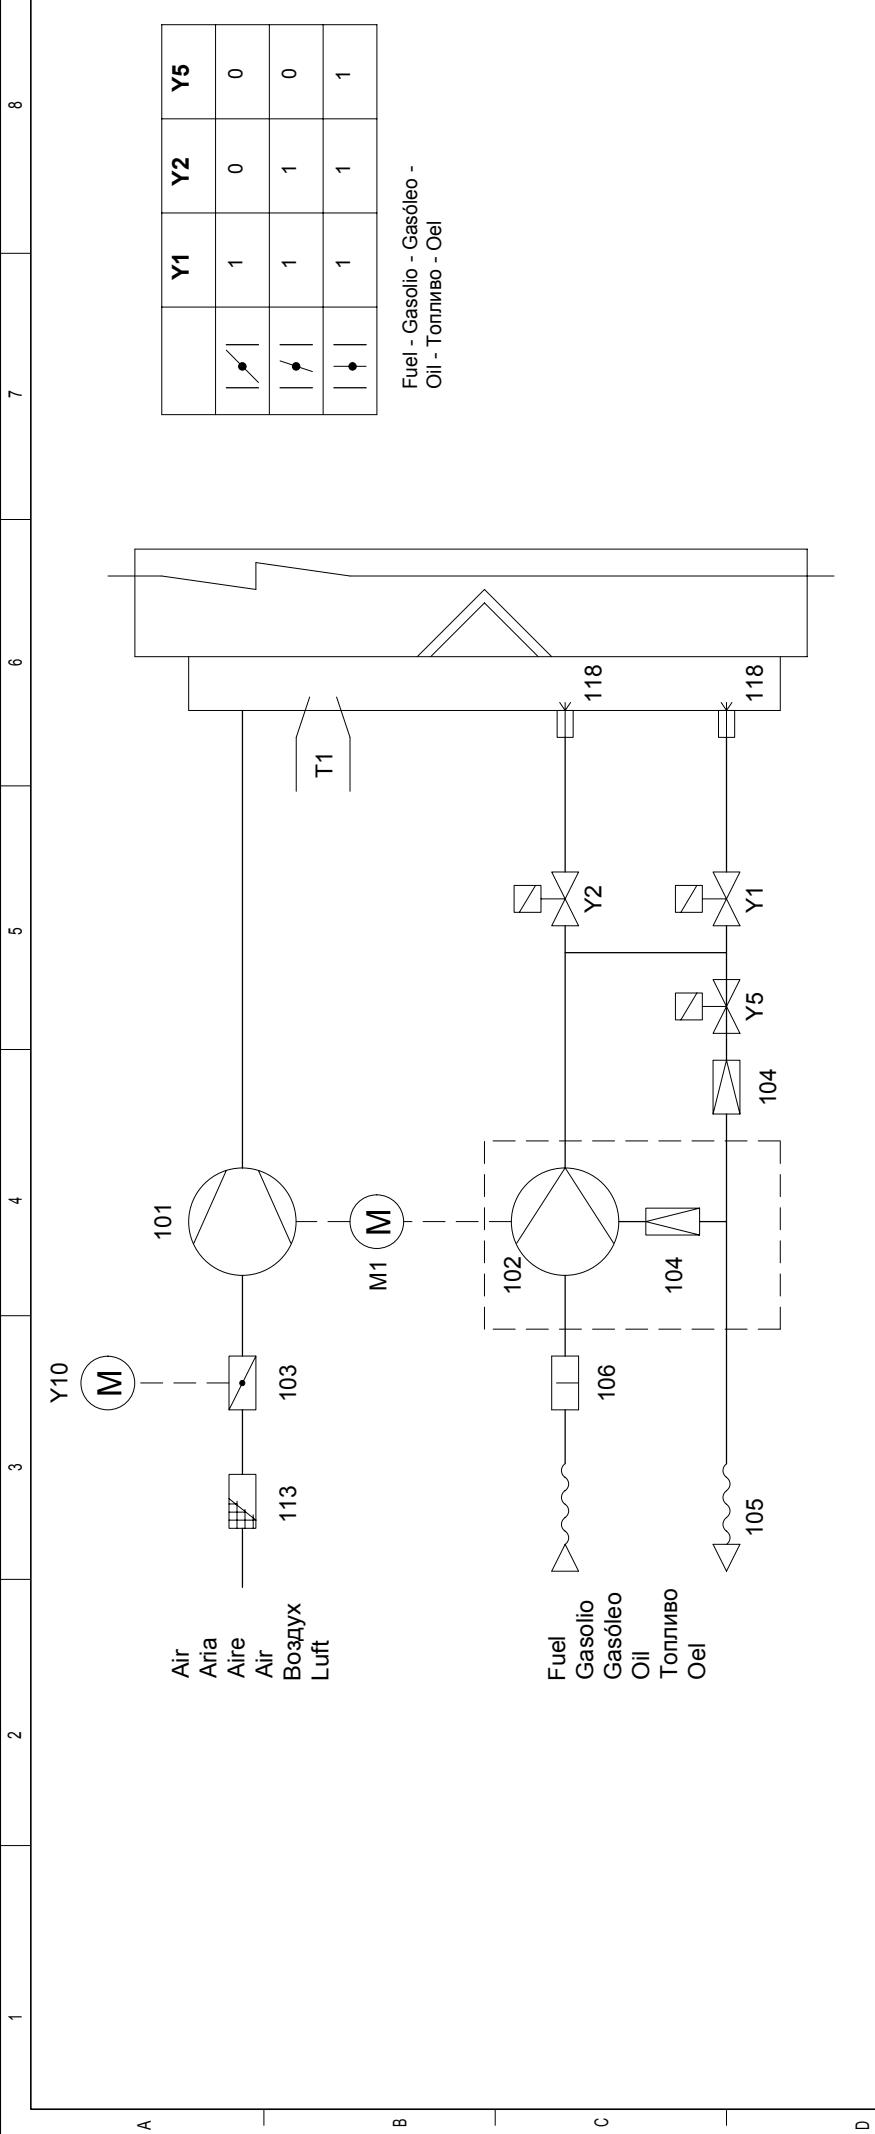 1
2
3
4
5
6
7
8
A
B
C
D
Y10
M
101
113
103
M1
M
T1
Air
Aria
Aire
Air
Воздух
Luft
102
104
106
104
105
Y2
Y5
Y1
118
118
Fuel
Gasolio
Gasóleo
Oil
Топливо
Oel
Y1 Y2 Y5
1 0 0
1 1 0
1 1 1
Fuel - Gasolio - Gasóleo -
Oil - Топливо - Oel